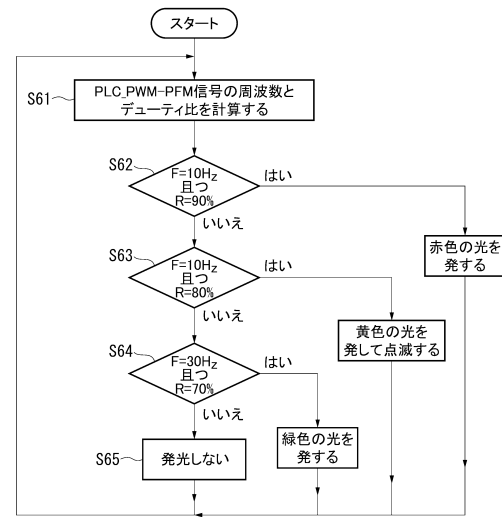 スタート
S61
PLC_PWM-PFM信号の周波数と
デューティ比を計算する
S62
F=10Hz
且つ
R=90%
はい
いいえ
赤色の光を
発する
S63
F=10Hz
且つ
R=80%
はい
いいえ
黄色の光を
発して点滅する
S64
F=30Hz
且つ
R=70%
はい
いいえ
緑色の光を
発する
S65
発光しない